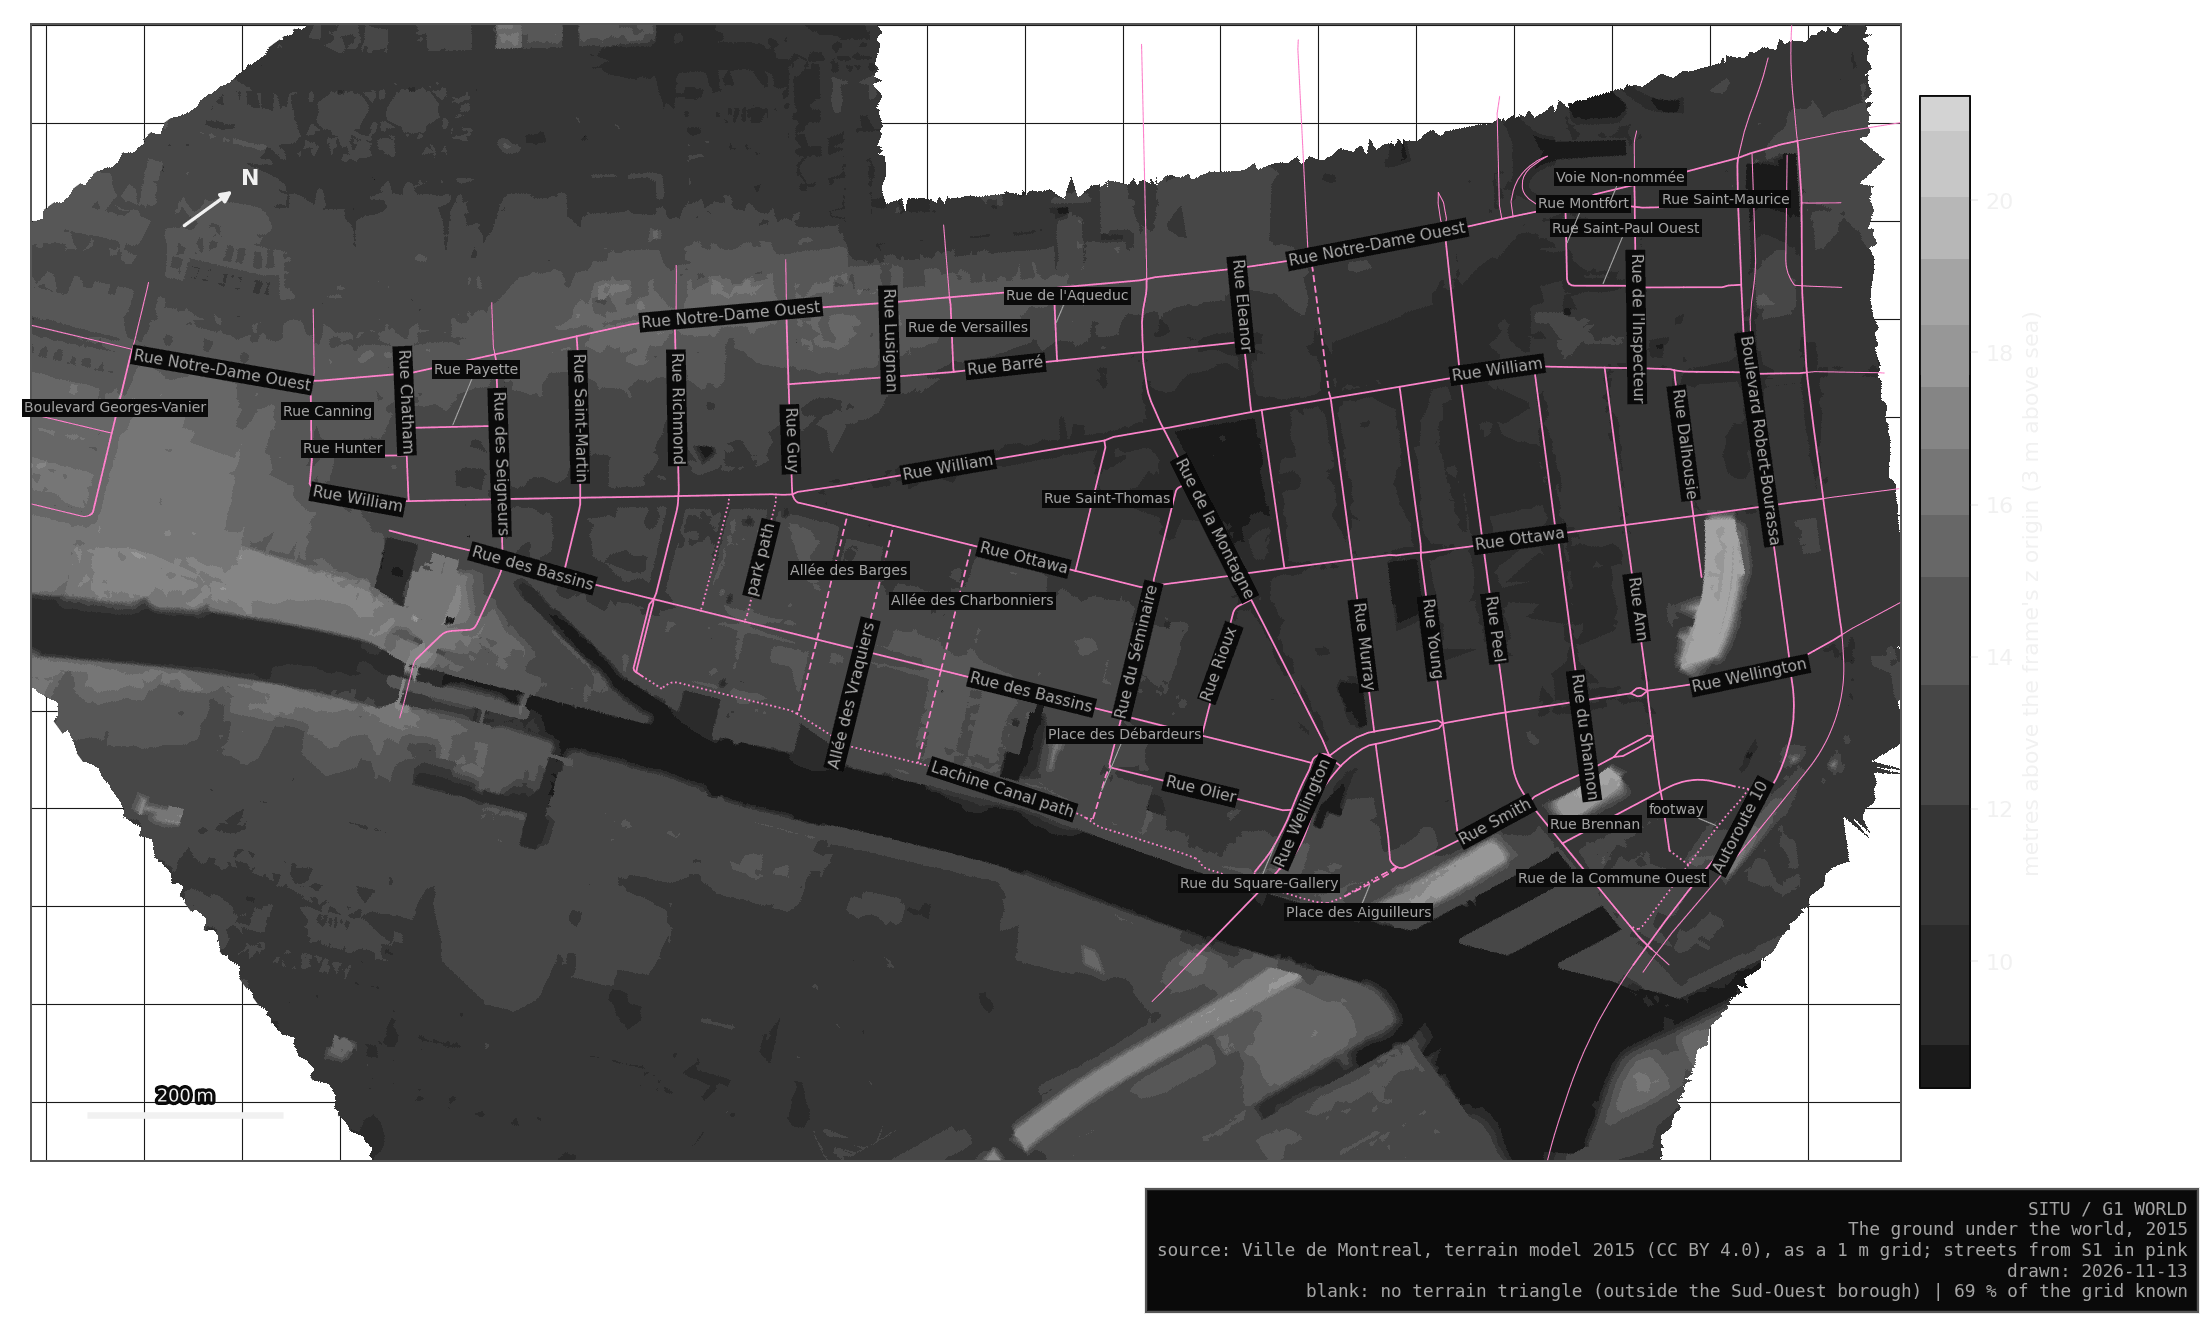 N
Voie Non-nommée
Rue Montfort
Rue Saint-Maurice
Rue Saint-Paul Ouest
Rue Notre-Dame Ouest
Rue Eleanor
Rue de l'Inspecteur
Rue de l'Aqueduc
Rue Notre-Dame Ouest
Rue Lusignan
Rue de Versailles
Rue Barré
Rue Notre-Dame Ouest
Rue Chatham
Rue Payette
Rue Saint-Martin
Rue Richmond
Rue William
Boulevard Robert-Bourassa
Rue Dalhousie
Boulevard Georges-Vanier
Rue Canning
Rue des Seigneurs
Rue Guy
Rue Hunter
Rue William
Rue William
Rue Saint-Thomas
Rue de la Montagne
Rue Ottawa
Rue des Bassins
park path
Allée des Barges
Rue Ottawa
Allée des Charbonniers
Rue du Séminaire
Rue Rioux
Rue Murray
Rue Young
Rue Peel
Rue Ann
Allée des Vraquiers
Rue des Bassins
Rue du Shannon
Rue Wellington
Place des Débardeurs
Lachine Canal path
Rue Olier
Rue Wellington
Rue Smith
Rue Brennan
footway
Autoroute 10
Rue du Square-Gallery
Rue de la Commune Ouest
Place des Aiguilleurs
200 m
20
18
16
14
12
10
metres above the frame's z origin (3 m above sea)
SITU / G1 WORLD
The ground under the world, 2015
source: Ville de Montreal, terrain model 2015 (CC BY 4.0), as a 1 m grid; streets from S1 in pink
drawn: 2026-11-13
blank: no terrain triangle (outside the Sud-Ouest borough) | 69 % of the grid known